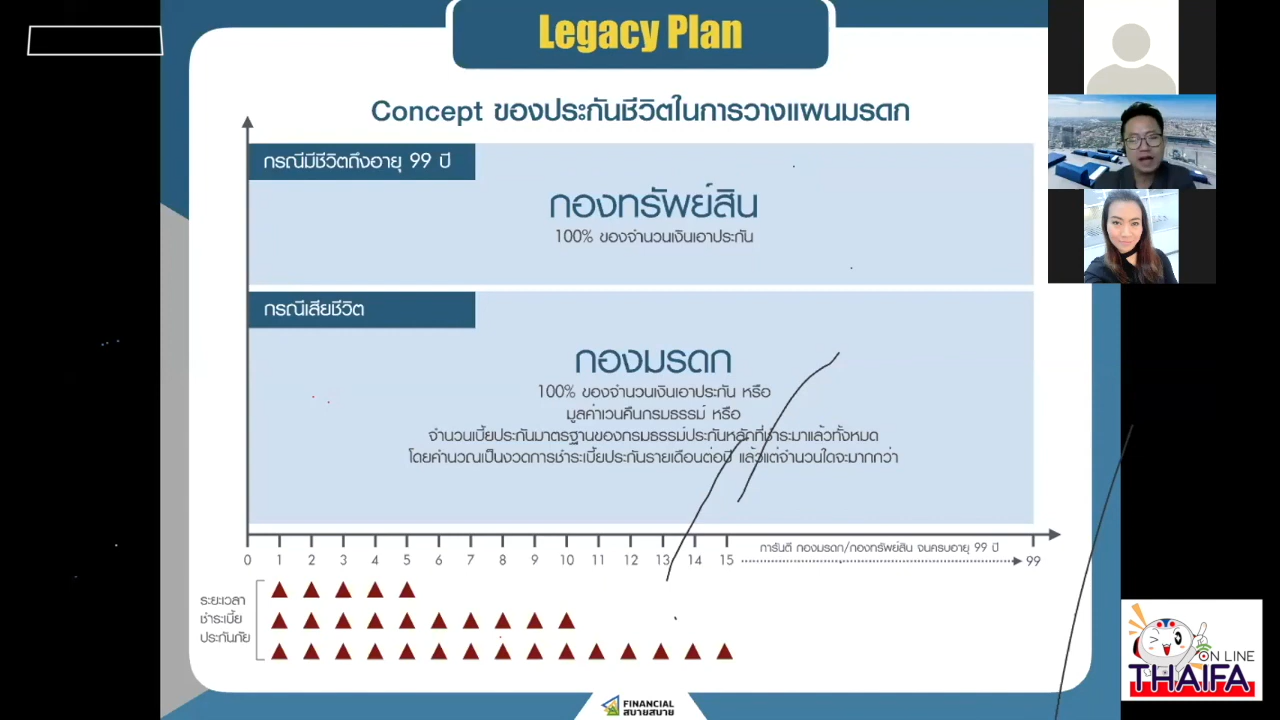 Legacy Plan
Concept ของประกันชีวิตในการวางแผนมรดก
กรณีมีชีวิตถึงอายุ 99 ปี
กองทรัพย์สิน
100% ของจำนวนเงินเอาประกัน
กรณีเสียชีวิต
กองมรดก
100% ของจำนวนเงินเอาประกัน หรือ
มูลค่าเวนคืนกรมธรรม์ หรือ
จำนวนเบี้ยประกันมาตรฐานของกรมธรรม์ประกันหลักที่ชำระมาแล้วทั้งหมด
โดยคำนวณเป็นงวดการชำระเบี้ยประกันรายเดือนต่อปี แล้วแต่จำนวนใดจะมากกว่า
การันตี กองมรดก/กองทรัพย์สิน จนครบอายุ 99 ปี
0 1 2 3 4 5 6 7 8 9 10 11 12 13 14 15 99
ระยะเวลา
ชำระเบี้ย
ประกันภัย
FINANCIAL
สบายสบาย
ON LINE
THAIFA